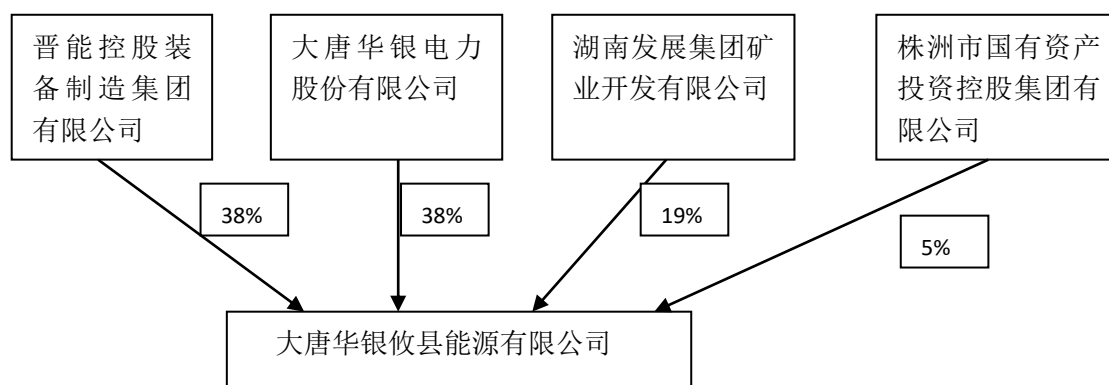 晋能控股装
备制造集团
有限公司
大唐华银电力
股份有限公司
湖南发展集团矿
业开发有限公司
株洲市国有资产
投资控股集团有
限公司
38%
38%
19%
5%
大唐华银攸县能源有限公司